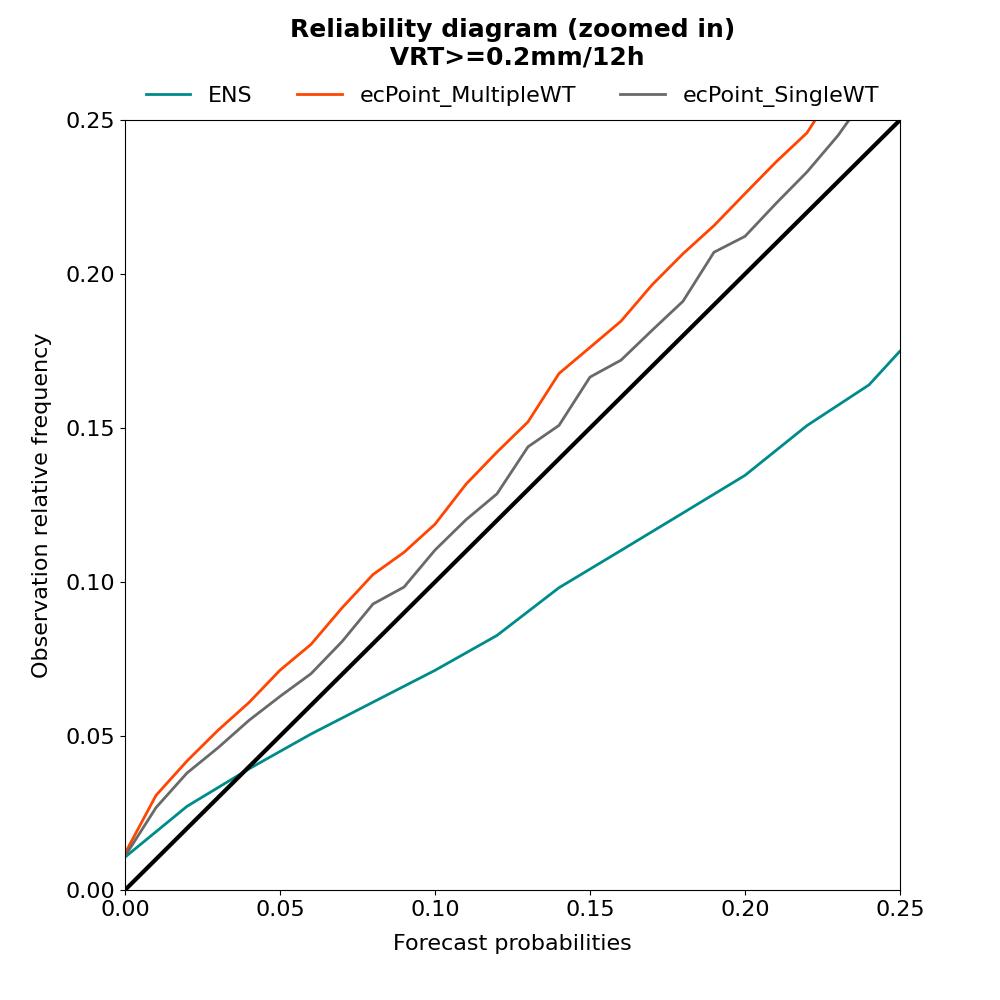 Reliability diagram (zoomed in)
VRT>=0.2mm/12h
ENS ecPoint_MultipleWT ecPoint_SingleWT
0.25
0.20
0.15
0.10
0.05
0.00
Observation relative frequency
0.00 0.05 0.10 0.15 0.20 0.25
Forecast probabilities